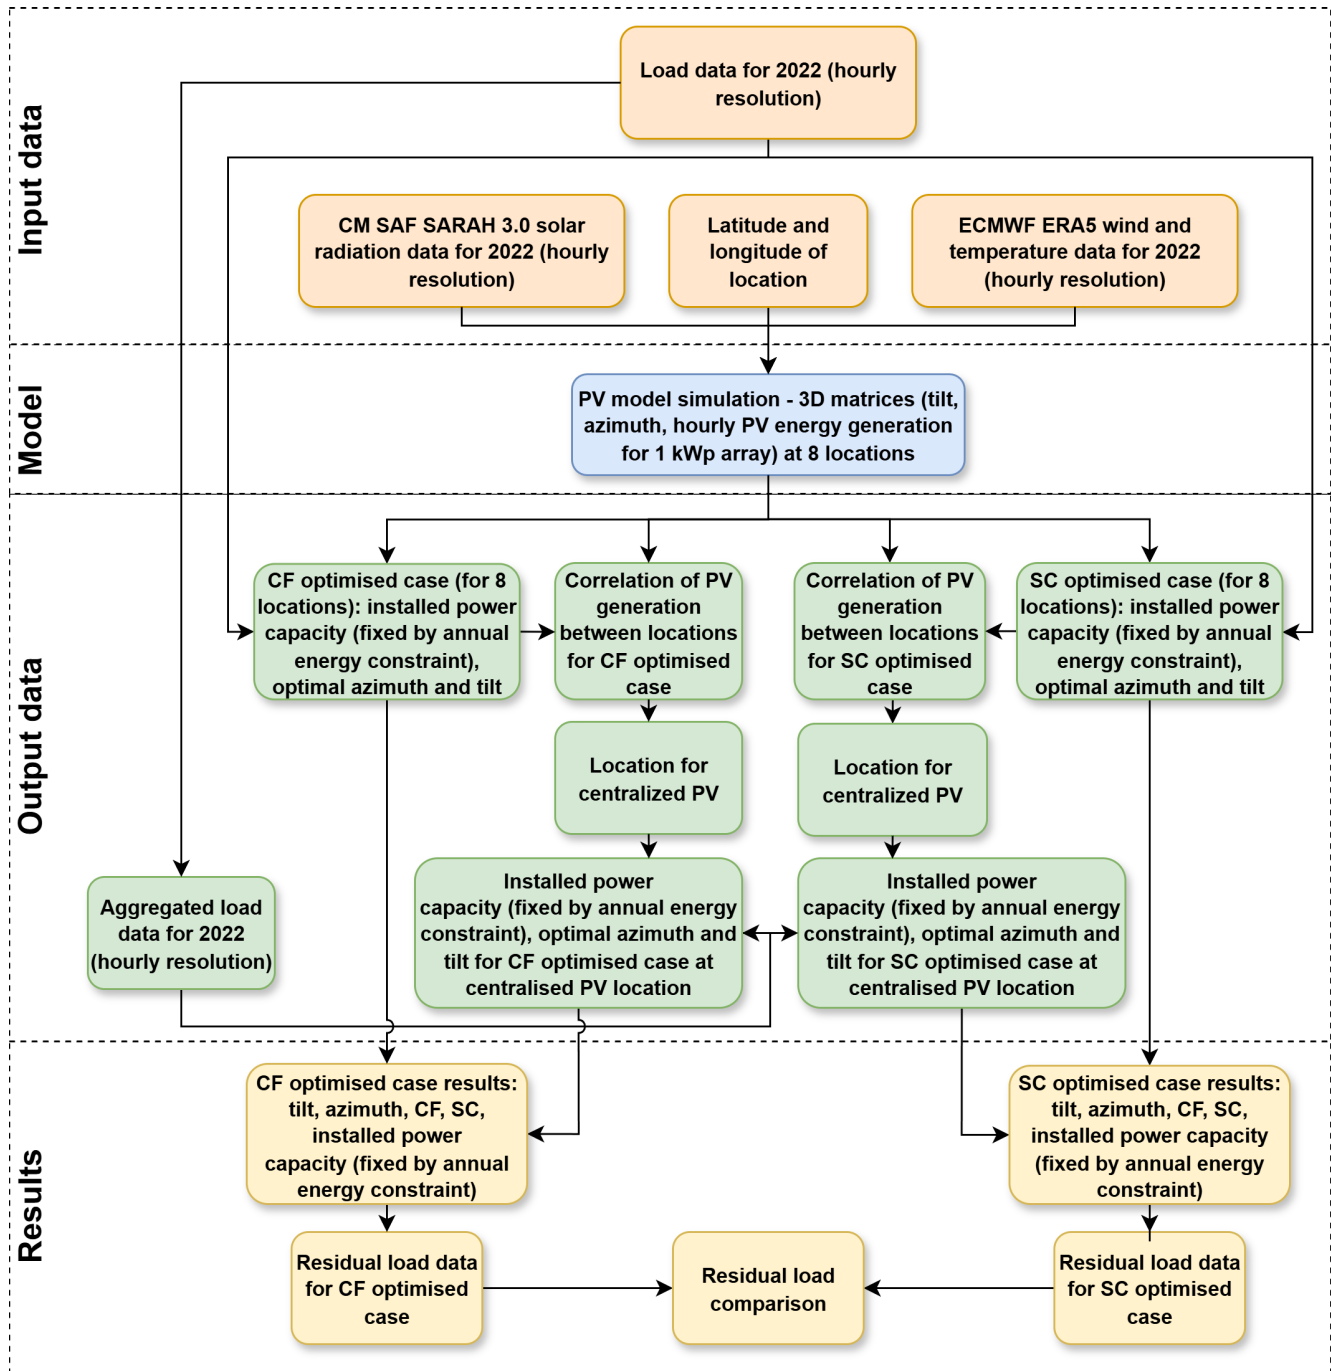 Input data
Load data for 2022 (hourly
resolution)
CM SAF SARAH 3.0 solar
radiation data for 2022 (hourly
resolution)
Latitude and
longitude of
location
ECMWF ERA5 wind and
temperature data for 2022
(hourly resolution)
Model
PV model simulation - 3D matrices (tilt,
azimuth, hourly PV energy generation
for 1 kWp array) at 8 locations
Output data
CF optimised case (for 8
locations): installed power
capacity (fixed by annual
energy constraint),
optimal azimuth and tilt
Correlation of PV
generation
between locations
for CF optimised
case
Correlation of PV
generation
between locations
for SC optimised
case
SC optimised case (for 8
locations): installed power
capacity (fixed by annual
energy constraint),
optimal azimuth and tilt
Location for
centralized PV
Location for
centralized PV
Aggregated load
data for 2022
(hourly resolution)
Installed power
capacity (fixed by annual energy
constraint), optimal azimuth and
tilt for CF optimised case at
centralised PV location
Installed power
capacity (fixed by annual energy
constraint), optimal azimuth and
tilt for SC optimised case at
centralised PV location
Results
CF optimised case results:
tilt, azimuth, CF, SC,
installed power
capacity (fixed by annual
energy constraint)
SC optimised case results:
tilt, azimuth, CF, SC,
installed power capacity
(fixed by annual energy
constraint)
Residual load data
for CF optimised
case
Residual load
comparison
Residual load data
for SC optimised
case